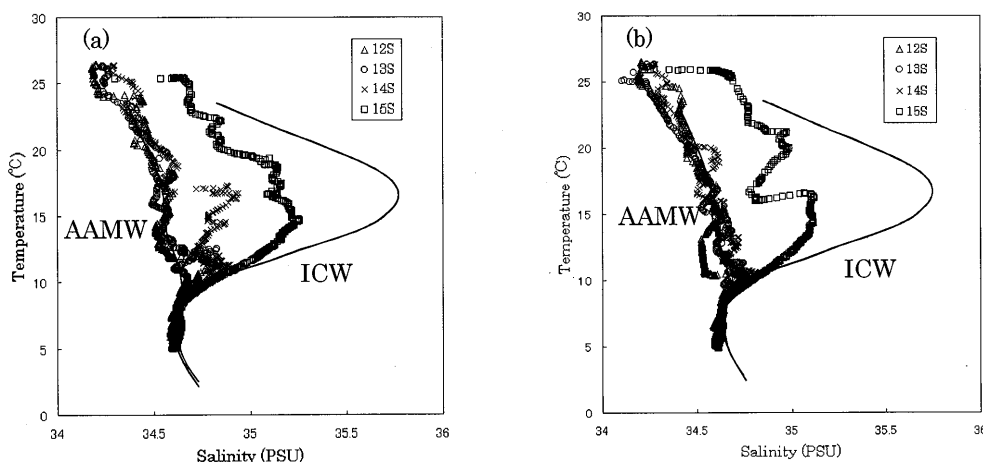 (a)
30
25
20
15
10
5
0
Temperature (°C)
△ 12S
○ 13S
× 14S
□ 15S
AAMW
ICW
34
34.5
35
35.5
36
Salinity (PSU)
(b)
30
25
20
15
10
5
0
Temperature (°C)
△ 12S
○ 13S
× 14S
□ 15S
AAMW
ICW
34
34.5
35
35.5
36
Salinity (PSU)